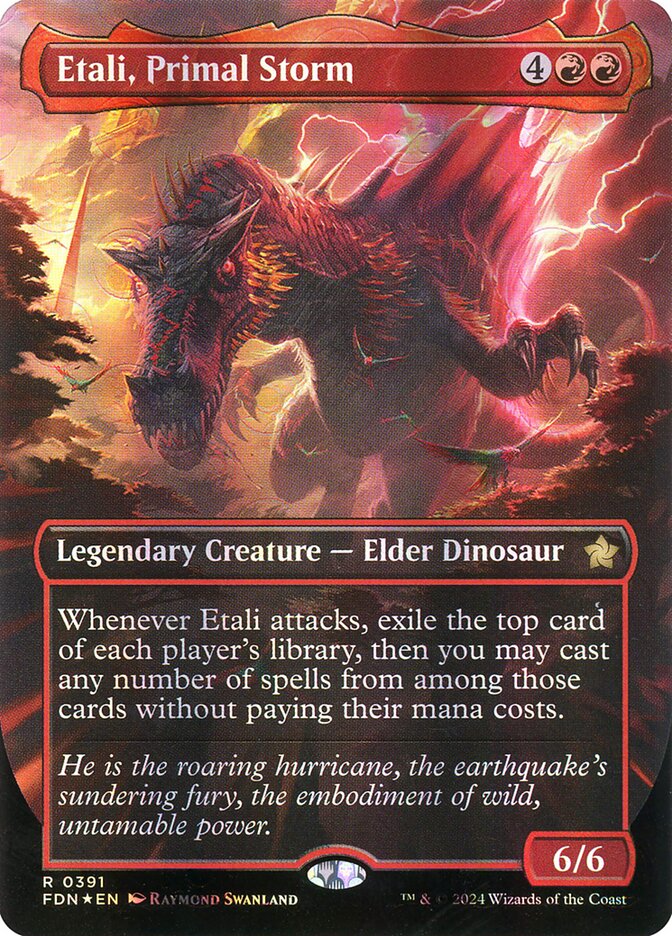 Etali, Primal Storm
4
Legendary Creature — Elder Dinosaur
Whenever Etali attacks, exile the top card
of each player's library, then you may cast
any number of spells from among those
cards without paying their mana costs.
He is the roaring hurricane, the earthquake's
sundering fury, the embodiment of wild,
untamable power.
6/6
R 0391
FDN★EN Raymond Swanland
™ & © 2024 Wizards of the Coast